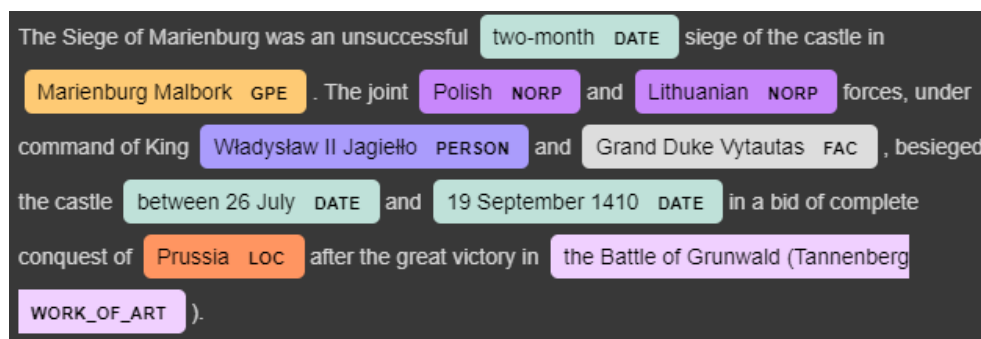 The Siege of Marienburg was an unsuccessful two-month DATE siege of the castle in
Marienburg Malbork GPE . The joint Polish NORP and Lithuanian NORP forces, under
command of King Władysław II Jagiełło PERSON and Grand Duke Vytautas FAC , besieged
the castle between 26 July DATE and 19 September 1410 DATE in a bid of complete
conquest of Prussia LOC after the great victory in the Battle of Grunwald (Tannenberg
WORK_OF_ART ).